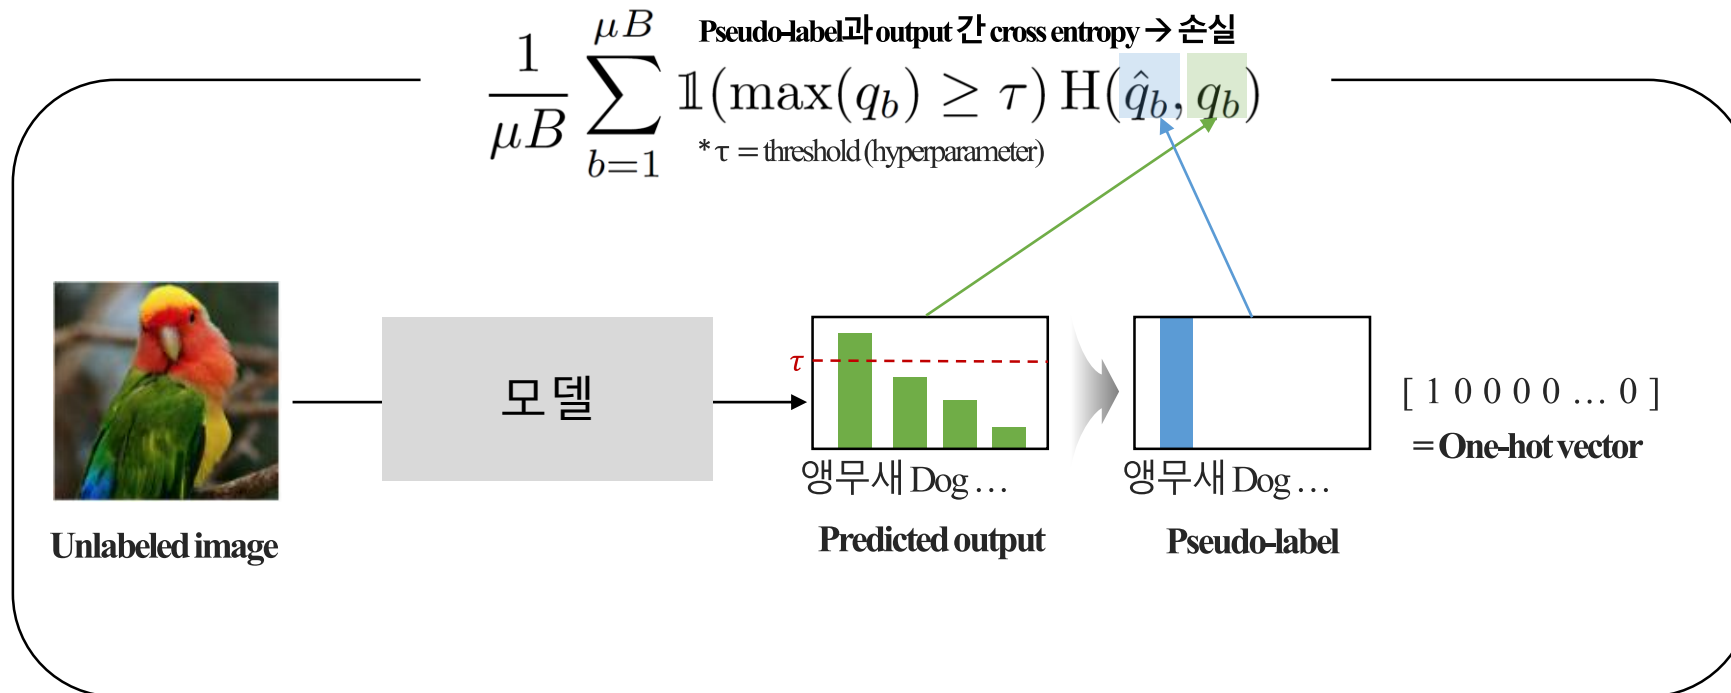 Pseudo-label과 output 간 cross entropy → 손실
1/μB ∑_{b=1}^{μB} 𝟙(max(q_b) ≥ τ) H(q̂_b, q_b)
*τ = threshold (hyperparameter)
모델
τ
[ 1 0 0 0 0 … 0 ]
= One-hot vector
앵무새 Dog …
앵무새 Dog …
Unlabeled image
Predicted output
Pseudo-label